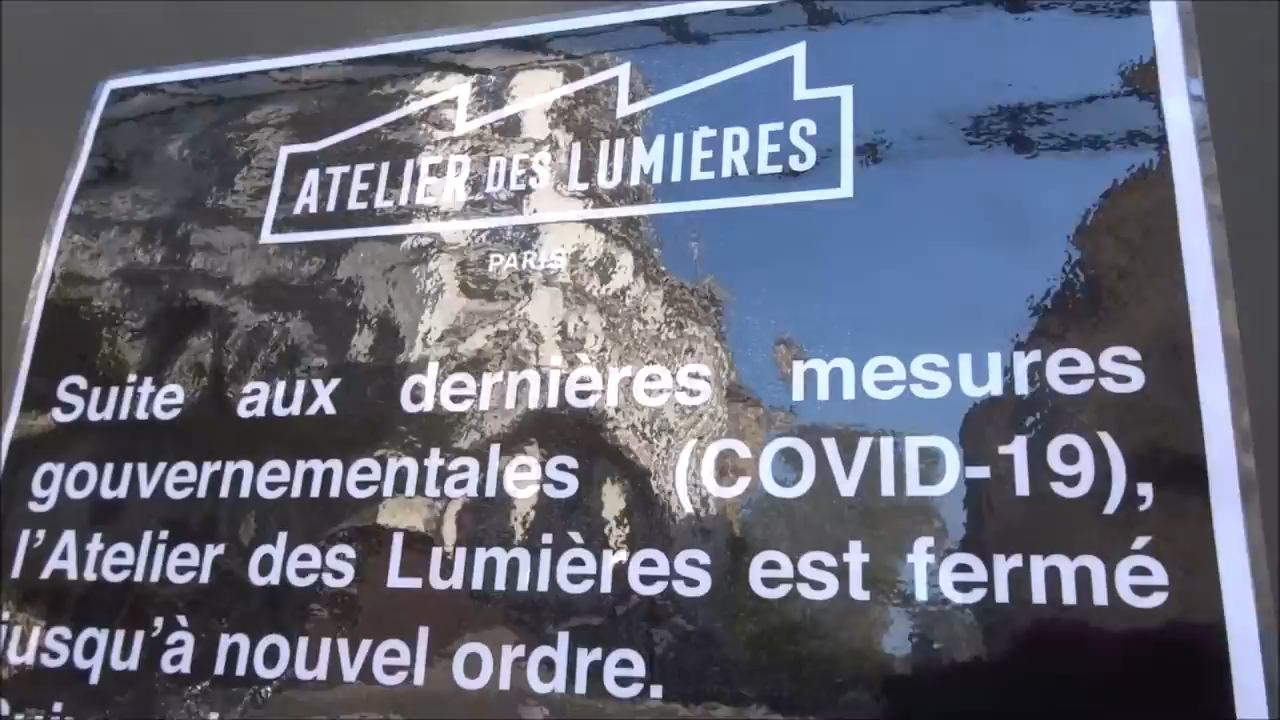 ATELIER DES LUMIÈRES
PARIS
Suite aux dernières mesures
gouvernementales (COVID-19),
l'Atelier des Lumières est fermé
jusqu'à nouvel ordre.